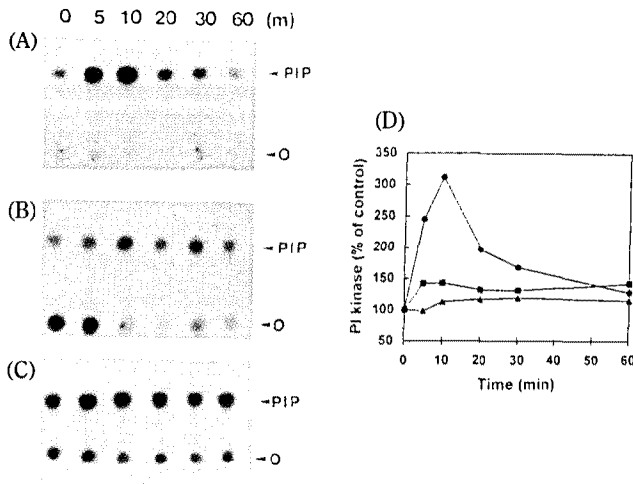 0 5 10 20 30 60 (m)
(A)
◄ PIP
◄ O
(B)
◄ PIP
◄ O
(C)
◄ PIP
◄ O
(D)
PI kinase (% of control)
350
300
250
200
150
100
50
0 10 20 30 40 50 60
Time (min)